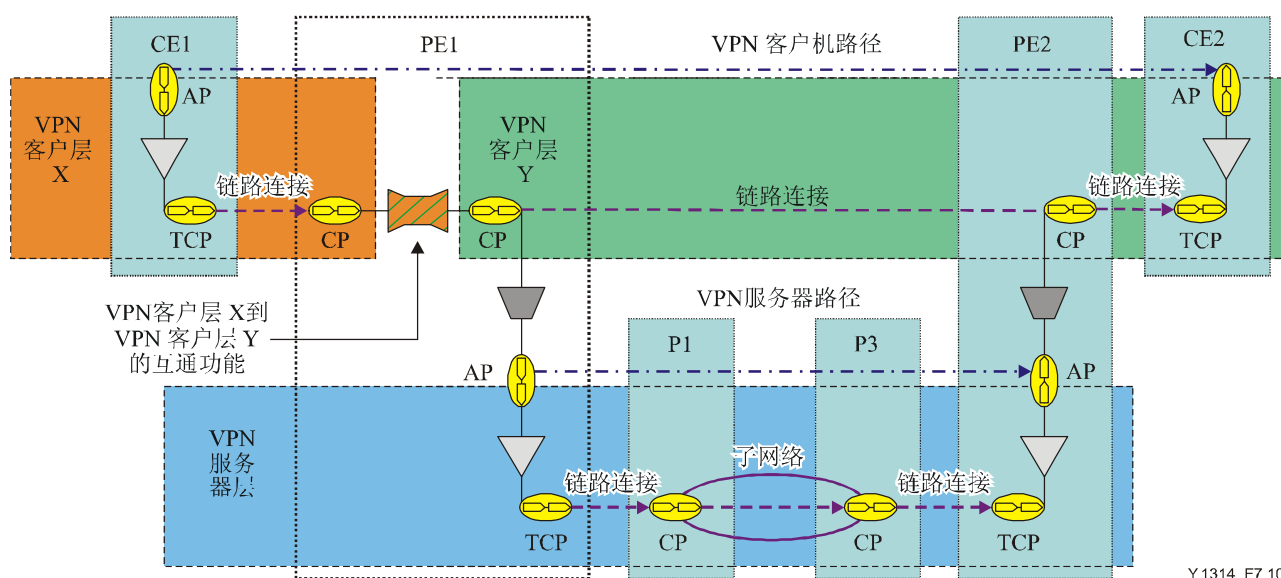 CE1
PE1
VPN 客户机路径
PE2
CE2
AP
AP
VPN
客户层
X
VPN
客户层
Y
链路连接
链路连接
链路连接
TCP
CP
CP
CP
TCP
VPN客户层 X到
VPN 客户层 Y
的互通功能
VPN服务器路径
P1
P3
AP
AP
VPN
服务
器层
子网络
链路连接
链路连接
TCP
CP
CP
TCP
Y.1314_F7.10